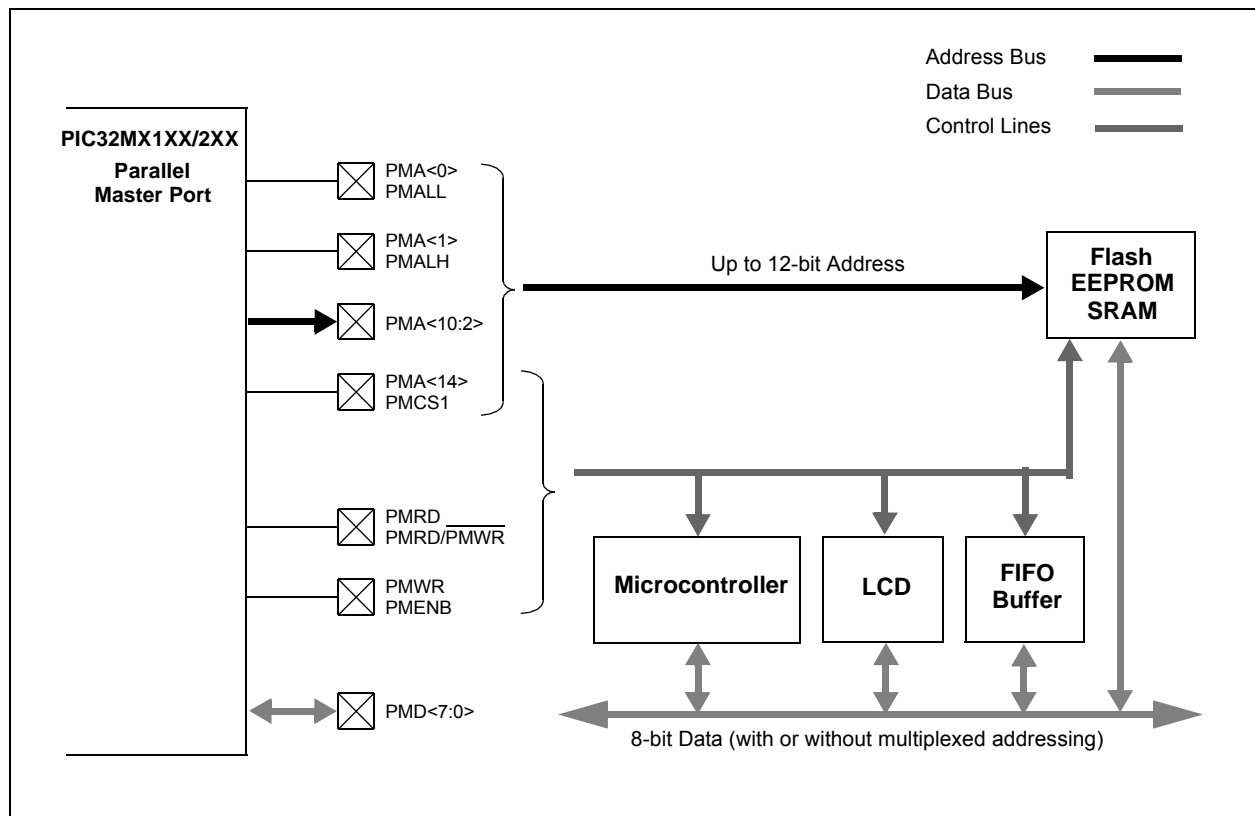 Address Bus
Data Bus
Control Lines
PIC32MX1XX/2XX
Parallel
Master Port
PMA<0>
PMALL
PMA<1>
PMALH
PMA<10:2>
PMA<14>
PMCS1
PMRD
PMRD/P̅M̅W̅R̅
PMWR
PMENB
PMD<7:0>
Up to 12-bit Address
Flash
EEPROM
SRAM
Microcontroller
LCD
FIFO
Buffer
8-bit Data (with or without multiplexed addressing)